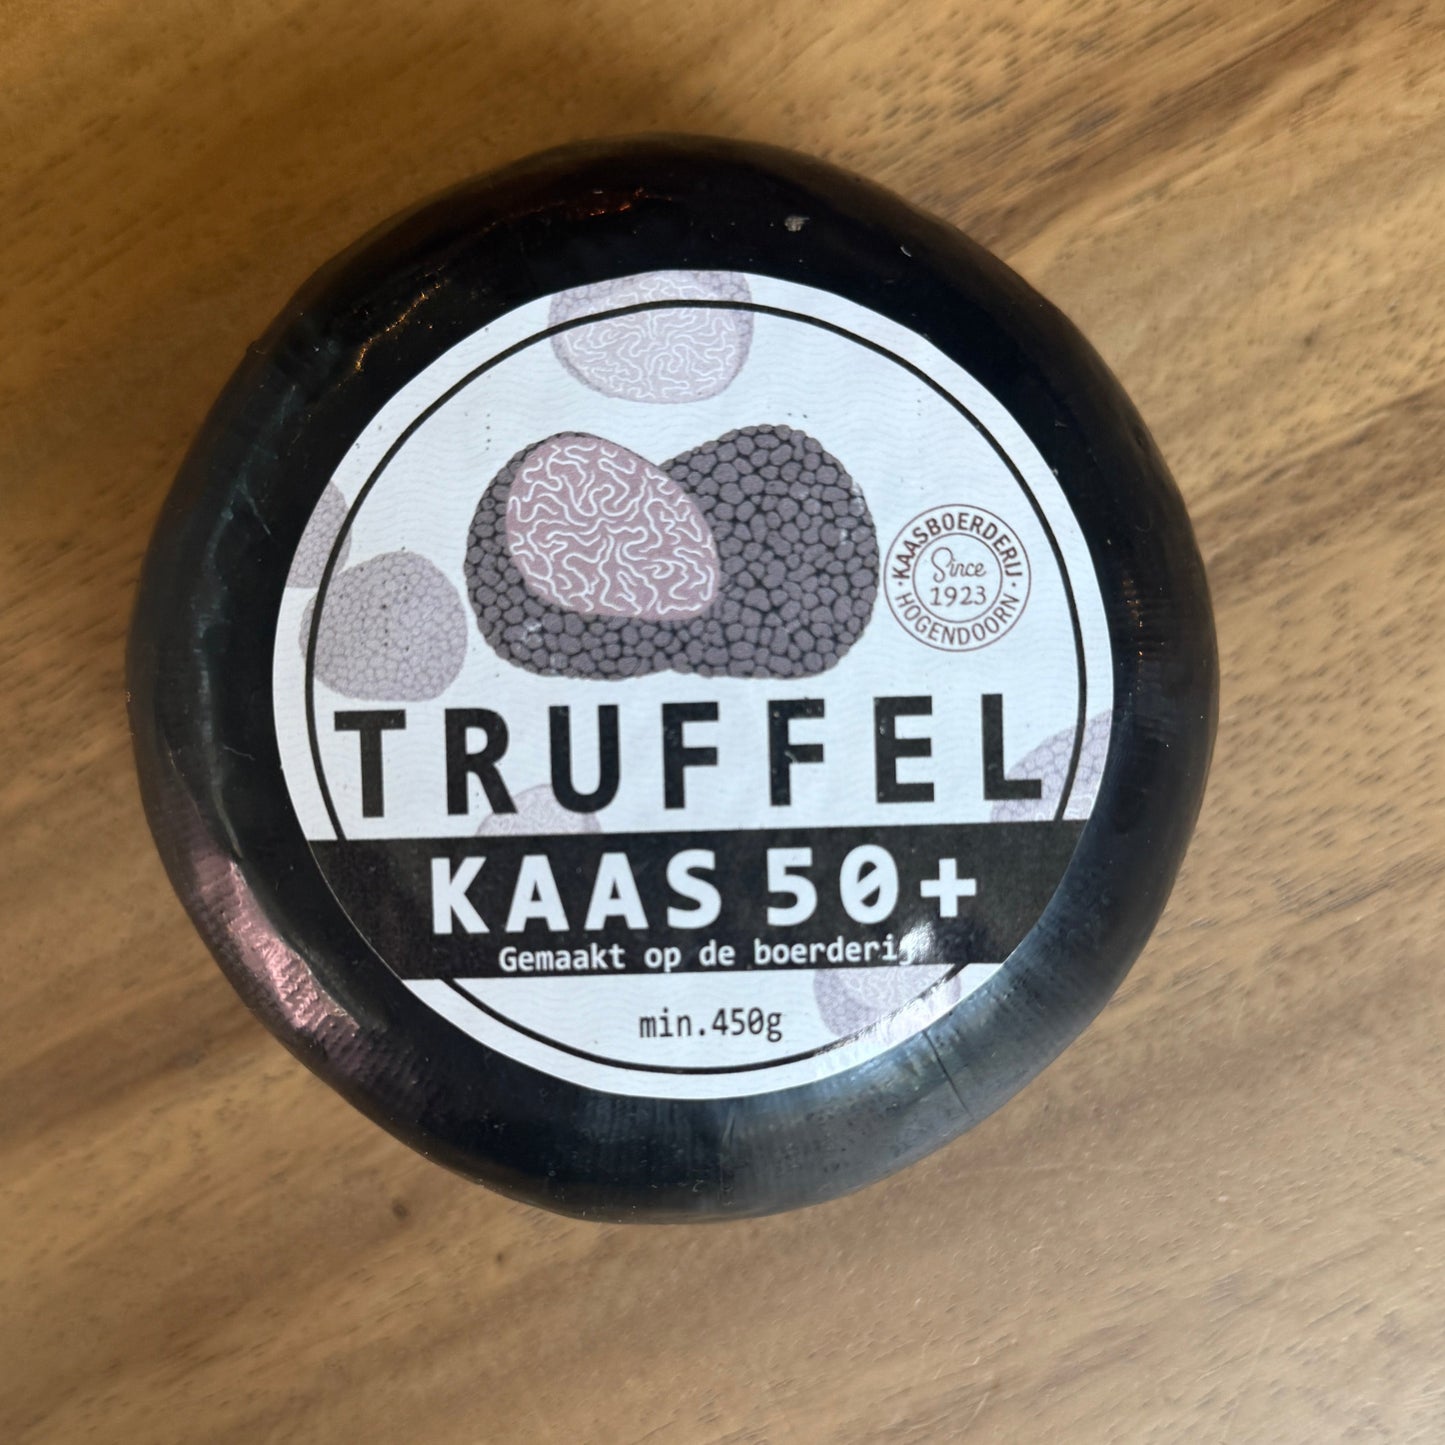 KAASBOERDERIJ
Since
1923
HOGENDOORN
TRUFFEL
KAAS 50+
Gemaakt op de boerderij
min.450g